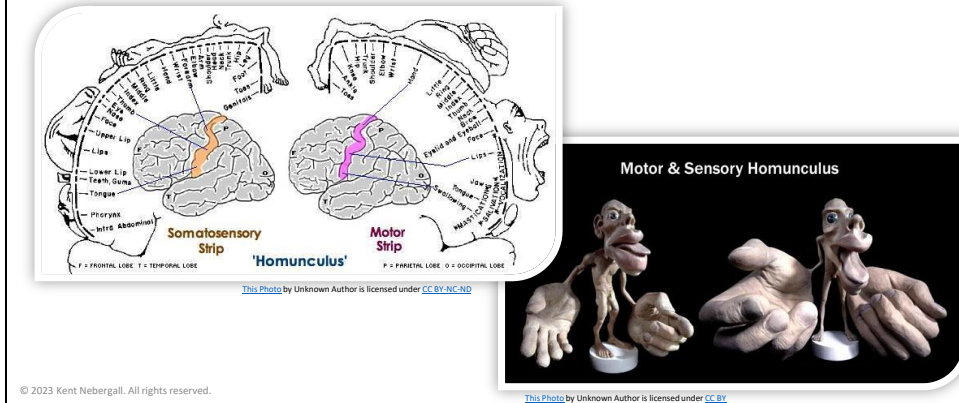 Hip
Leg
Trunk
Neck
Head
Shoulder
Arm
Elbow
Forearm
Wrist
Hand
Little
Ring
Middle
Index
Thumb
Eye
Nose
Face
Upper Lip
Lips
Lower Lip
Teeth, Gums
Tongue
Pharynx
Intra Abdominal
Foot
Toes
Genitals
Knee
Hip
Trunk
Shoulder
Elbow
Wrist
Hand
Ankle
Toes
Little
Ring
Middle
Index
Thumb
Neck
Brow
Eyelid and Eyeball
Face
Lips
Jaw
Tongue
Swallowing
MASTICATION
SALIVATION
VOCALIZATION
F
P
O
T
F
P
O
T
Somatosensory
Strip
Motor
Strip
'Homunculus'
F = FRONTAL LOBE T = TEMPORAL LOBE
P = PARIETAL LOBE O = OCCIPITAL LOBE
This Photo by Unknown Author is licensed under CC BY-NC-ND
Motor & Sensory Homunculus
© 2023 Kent Nebergall. All rights reserved.
This Photo by Unknown Author is licensed under CC BY